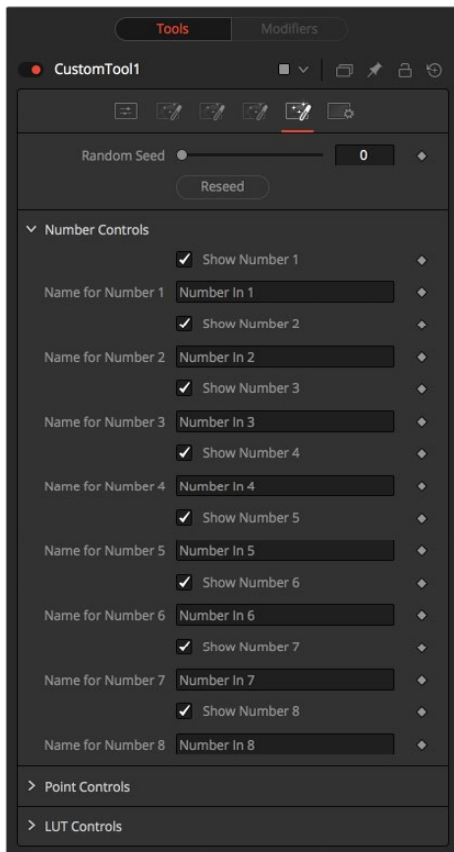 Tools Modifiers
CustomTool1
Random Seed 0
Reseed
Number Controls
Show Number 1
Name for Number 1 Number In 1
Show Number 2
Name for Number 2 Number In 2
Show Number 3
Name for Number 3 Number In 3
Show Number 4
Name for Number 4 Number In 4
Show Number 5
Name for Number 5 Number In 5
Show Number 6
Name for Number 6 Number In 6
Show Number 7
Name for Number 7 Number In 7
Show Number 8
Name for Number 8 Number In 8
Point Controls
LUT Controls